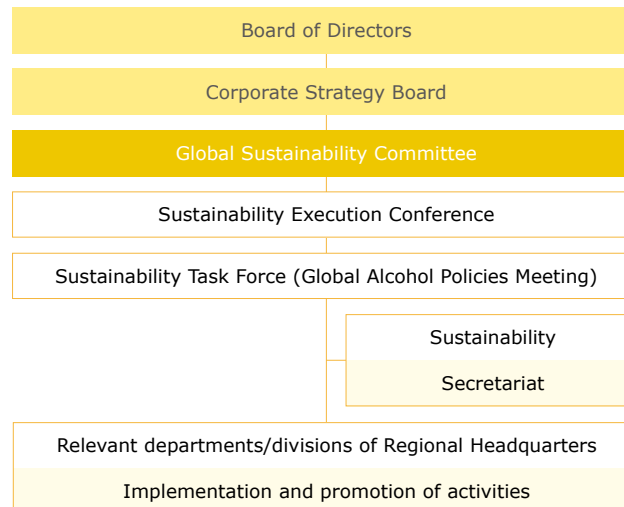 Board of Directors
Corporate Strategy Board
Global Sustainability Committee
Sustainability Execution Conference
Sustainability Task Force (Global Alcohol Policies Meeting)
Sustainability
Secretariat
Relevant departments/divisions of Regional Headquarters
Implementation and promotion of activities